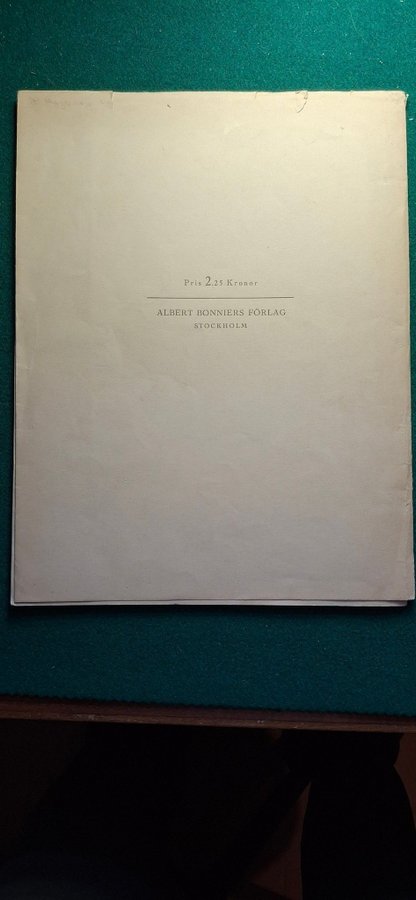 Pris 2.25 Kronor
ALBERT BONNIERS FÖRLAG
STOCKHOLM